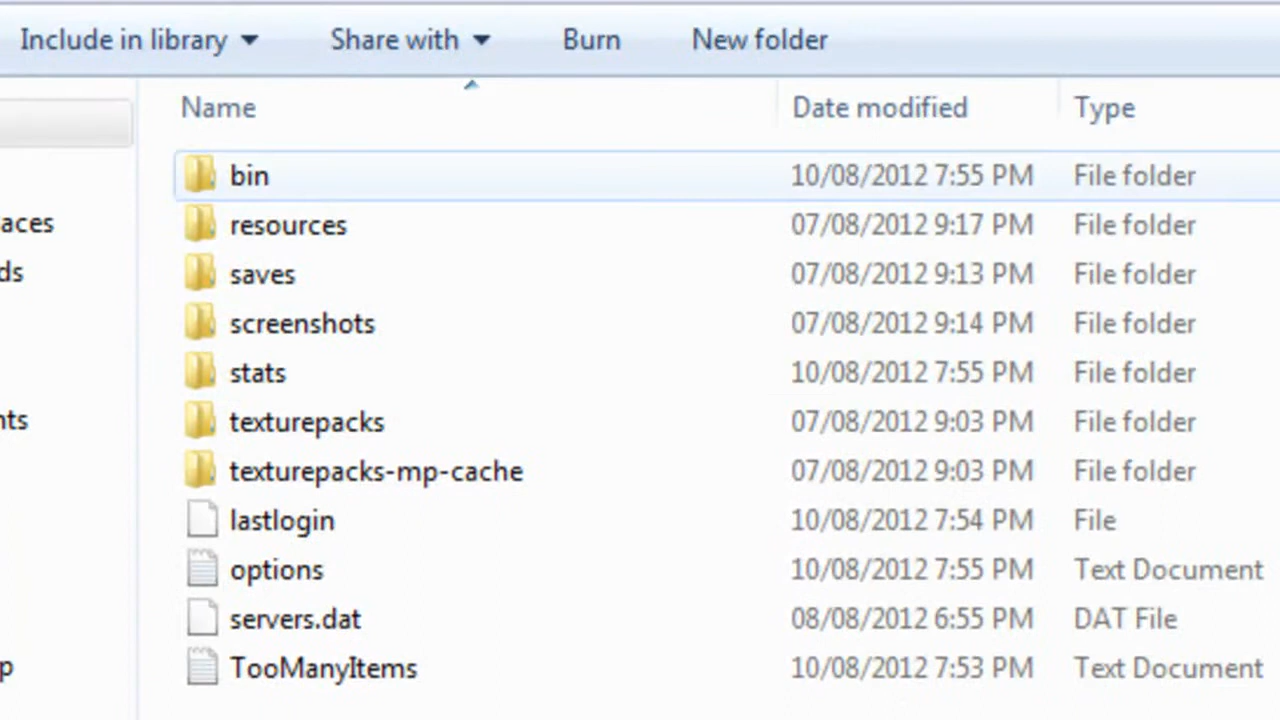 Include in library Share with Burn New folder
Name Date modified Type
bin 10/08/2012 7:55 PM File folder
resources 07/08/2012 9:17 PM File folder
aces
saves 07/08/2012 9:13 PM File folder
ds
screenshots 07/08/2012 9:14 PM File folder
stats 10/08/2012 7:55 PM File folder
texturepacks 07/08/2012 9:03 PM File folder
nts
texturepacks-mp-cache 07/08/2012 9:03 PM File folder
lastlogin 10/08/2012 7:54 PM File
options 10/08/2012 7:55 PM Text Document
servers.dat 08/08/2012 6:55 PM DAT File
TooManyItems 10/08/2012 7:53 PM Text Document
p